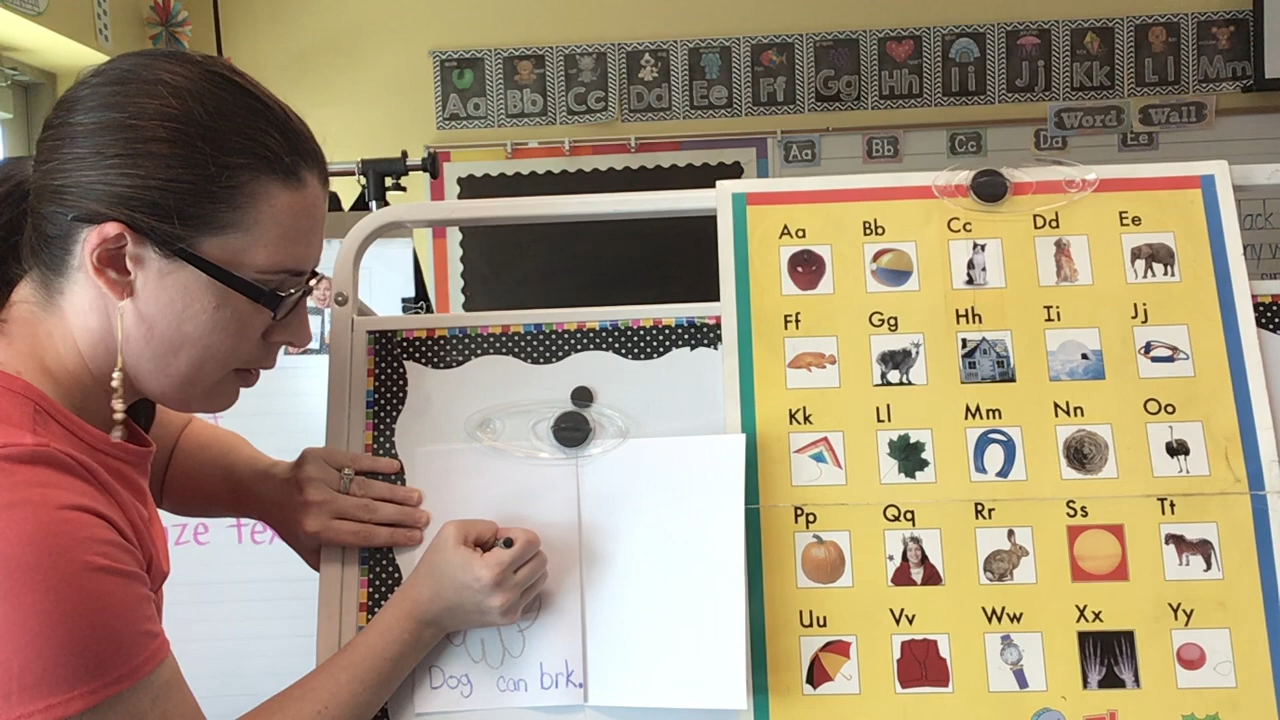 Aa Bb Cc Dd Ee Ff Gg Hh Ii Jj Kk Ll Mm
Word Wall
Aa Bb Cc Dd Ee
Aa Bb Cc Dd Ee
Ff Gg Hh Ii Jj
Kk Ll Mm Nn Oo
Pp Qq Rr Ss Tt
Uu Vv Ww Xx Yy
Dog can brk.